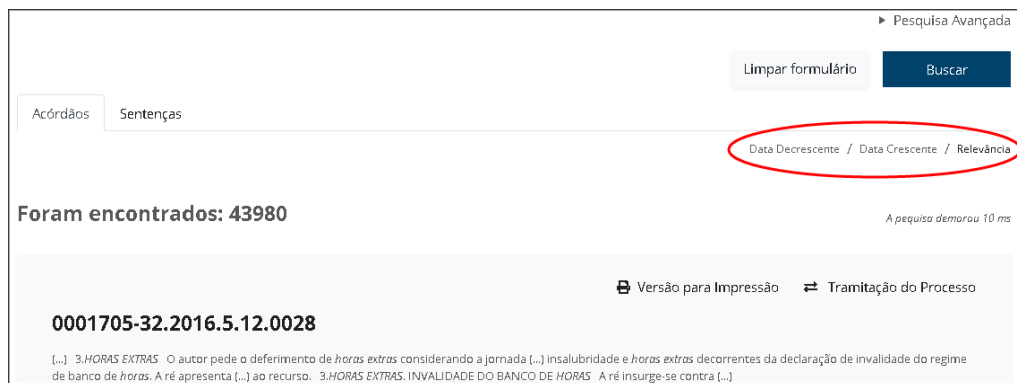 ▶ Pesquisa Avançada
Limpar formulário Buscar
Acórdãos Sentenças
Data Decrescente / Data Crescente / Relevância
Foram encontrados: 43980
A pequisa demorou 10 ms
Versão para Impressão Tramitação do Processo
0001705-32.2016.5.12.0028
[...] 3.HORAS EXTRAS O autor pede o deferimento de horas extras considerando a jornada [...] insalubridade e horas extras decorrentes da declaração de invalidade do regime
de banco de horas. A ré apresenta [...] ao recurso. 3.HORAS EXTRAS. INVALIDADE DO BANCO DE HORAS A ré insurge-se contra [...]